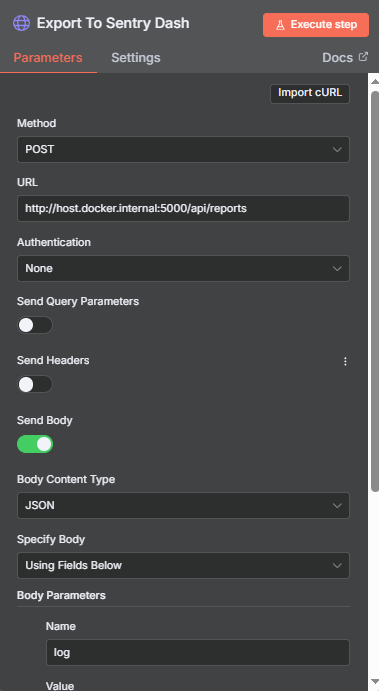 Export To Sentry Dash
Execute step
Parameters
Settings
Docs
Import cURL
Method
POST
URL
http://host.docker.internal:5000/api/reports
Authentication
None
Send Query Parameters
Send Headers
Send Body
Body Content Type
JSON
Specify Body
Using Fields Below
Body Parameters
Name
log
Value